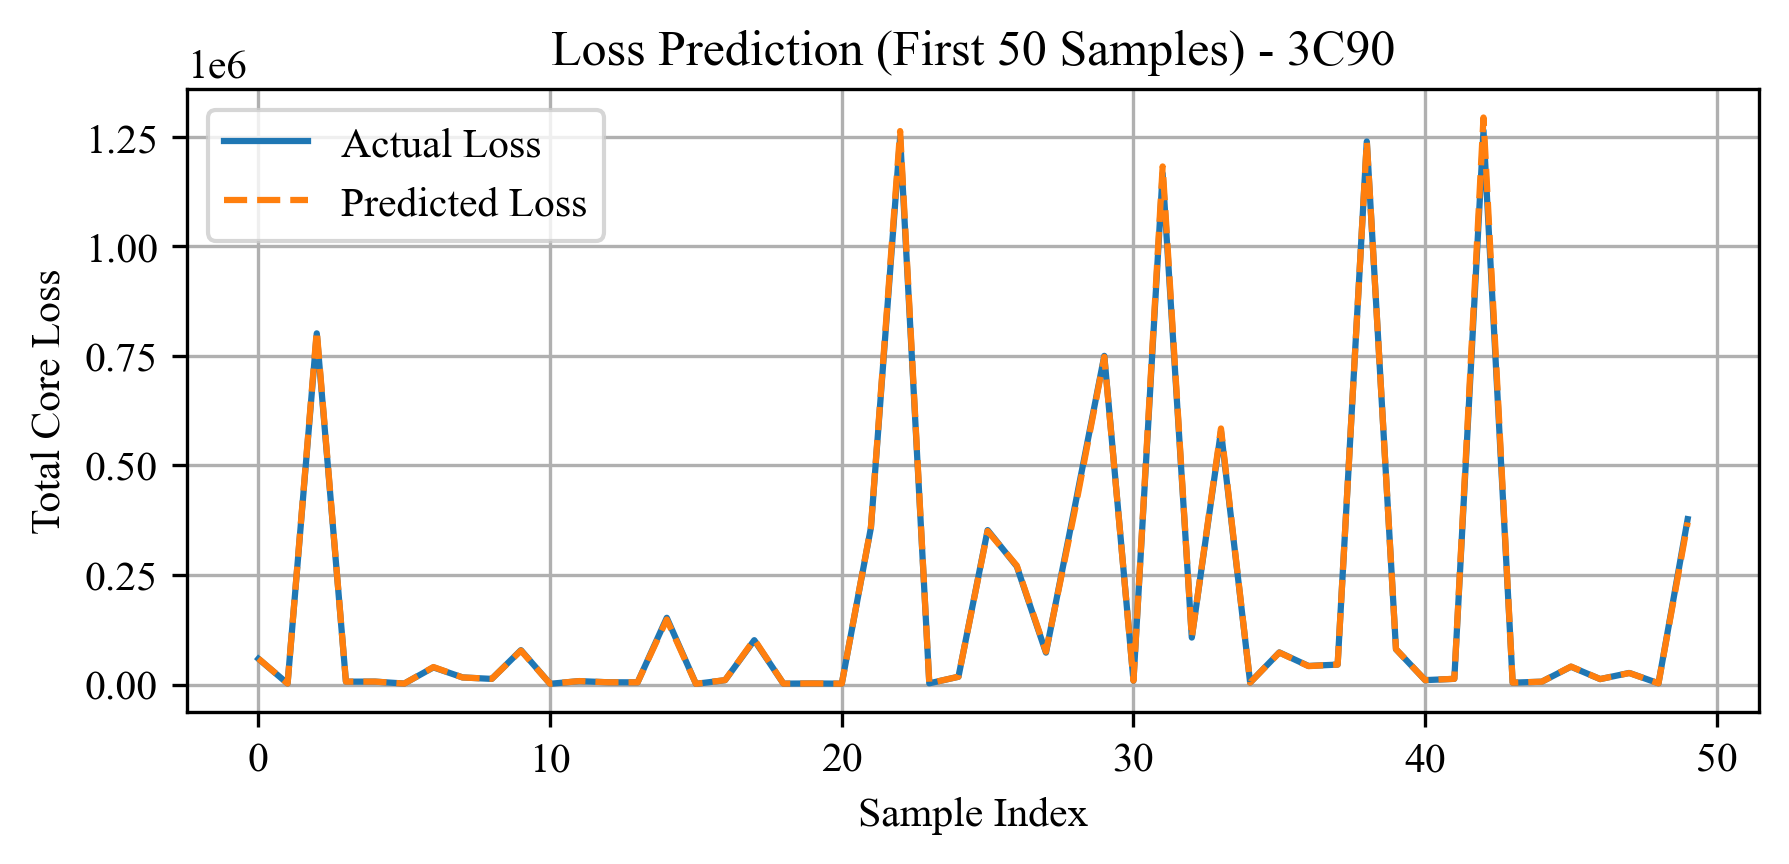 Loss Prediction (First 50 Samples) - 3C90
1e6
1.25
1.00
0.75
0.50
0.25
0.00
Total Core Loss
Actual Loss
Predicted Loss
0 10 20 30 40 50
Sample Index